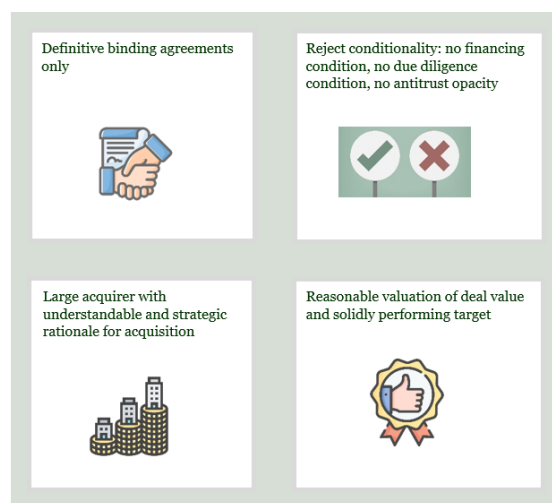 Definitive binding agreements
only
Reject conditionality: no financing
condition, no due diligence
condition, no antitrust opacity
Large acquirer with
understandable and strategic
rationale for acquisition
Reasonable valuation of deal value
and solidly performing target